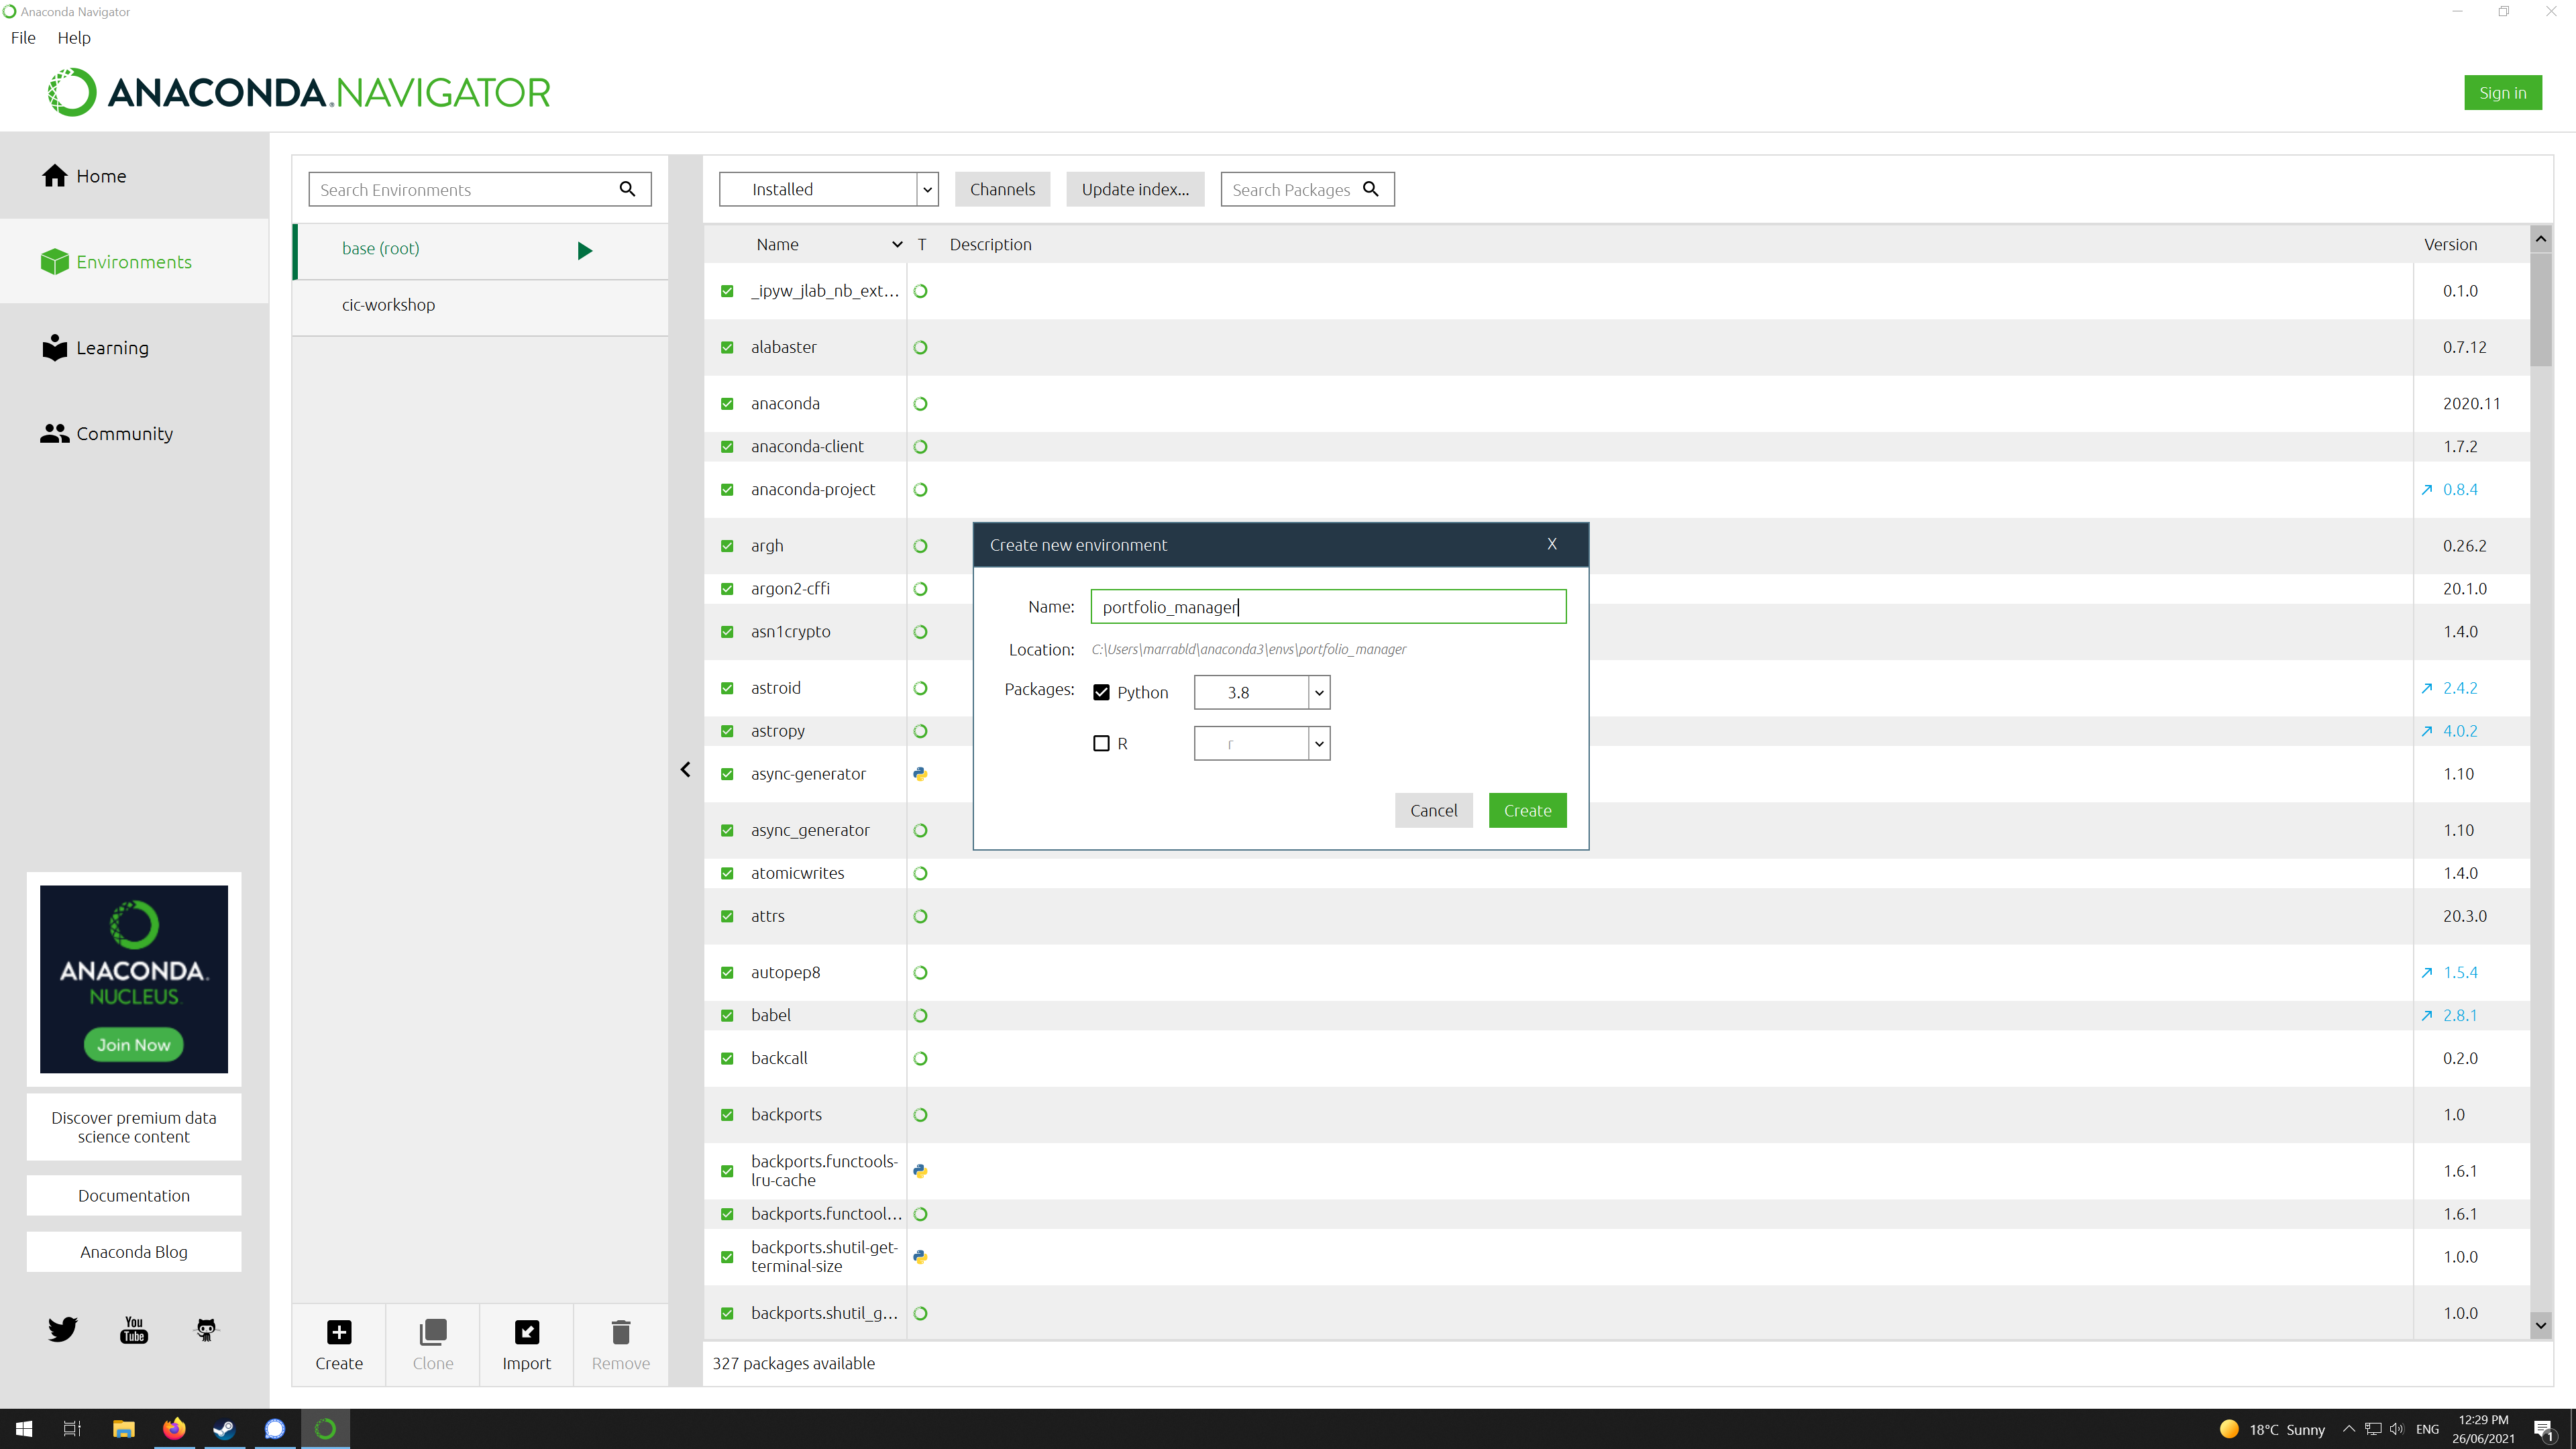 Anaconda Navigator
File Help
ANACONDA.NAVIGATOR
Sign in
Home
Environments
Learning
Community
ANACONDA.
NUCLEUS.
Join Now
Discover premium data
science content
Documentation
Anaconda Blog
You
Tube
Search Environments
base (root)
cic-workshop
Create
Clone
Import
Remove
Installed
Channels
Update index...
Search Packages
Name T Description Version
_ipyw_jlab_nb_ext... 0.1.0
alabaster 0.7.12
anaconda 2020.11
anaconda-client 1.7.2
anaconda-project 0.8.4
argh 0.26.2
argon2-cffi 20.1.0
asn1crypto 1.4.0
astroid 2.4.2
astropy 4.0.2
async-generator 1.10
async_generator 1.10
atomicwrites 1.4.0
attrs 20.3.0
autopep8 1.5.4
babel 2.8.1
backcall 0.2.0
backports 1.0
backports.functools-
lru-cache 1.6.1
backports.functool... 1.6.1
backports.shutil-get-
terminal-size 1.0.0
backports.shutil_g... 1.0.0
327 packages available
Create new environment X
Name: portfolio_manager
Location: C:\Users\marrabld\anaconda3\envs\portfolio_manager
Packages: Python 3.8
R r
Cancel Create
18°C Sunny
ENG
12:29 PM
26/06/2021
1